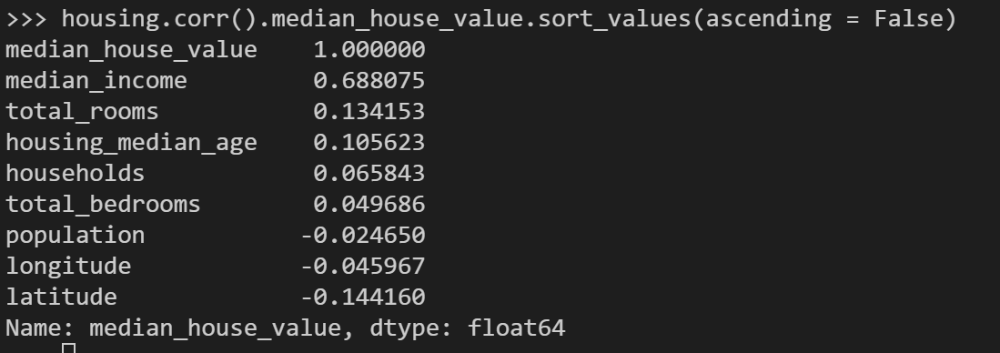 >>> housing.corr().median_house_value.sort_values(ascending = False)
median_house_value    1.000000
median_income         0.688075
total_rooms           0.134153
housing_median_age    0.105623
households            0.065843
total_bedrooms        0.049686
population           -0.024650
longitude            -0.045967
latitude             -0.144160
Name: median_house_value, dtype: float64